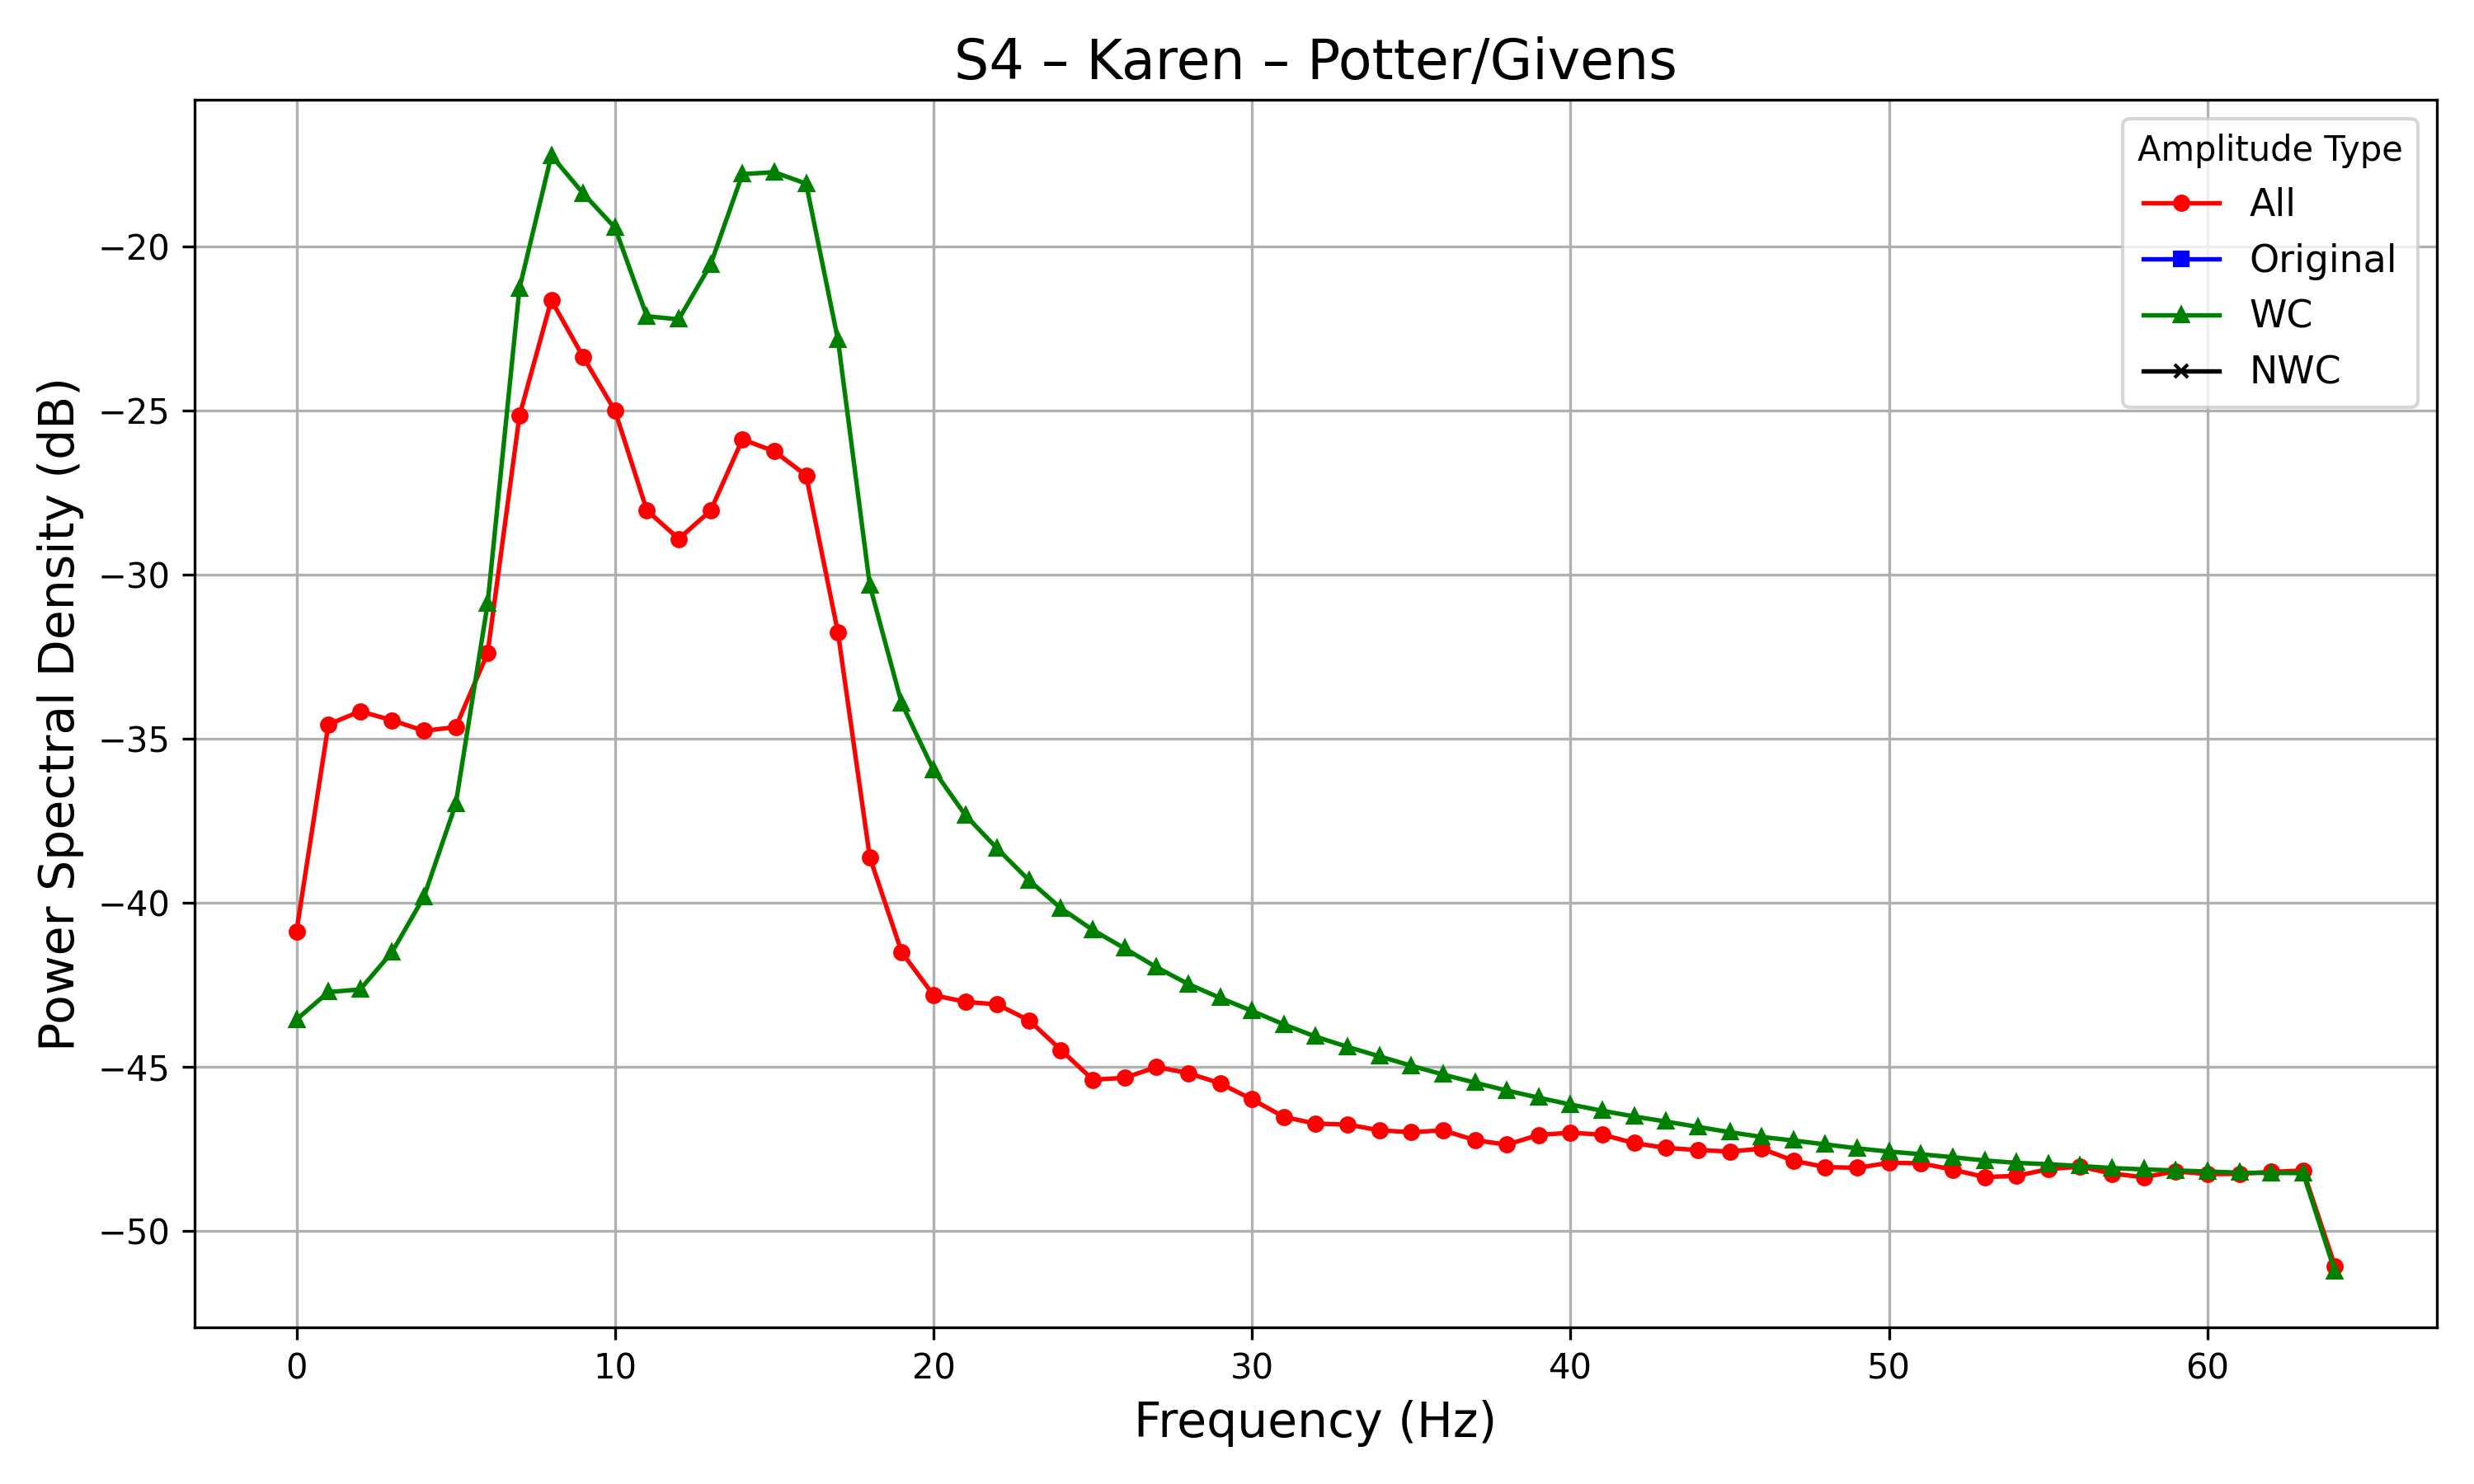 S4 – Karen – Potter/Givens
Amplitude Type
All
Original
WC
NWC
Power Spectral Density (dB)
−20
−25
−30
−35
−40
−45
−50
0 10 20 30 40 50 60
Frequency (Hz)